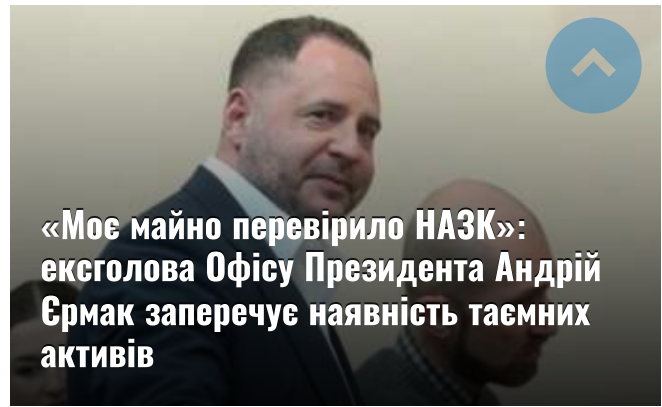 «Моє майно перевірило НАЗК»:
ексголова Офісу Президента Андрій
Єрмак заперечує наявність таємних
активів